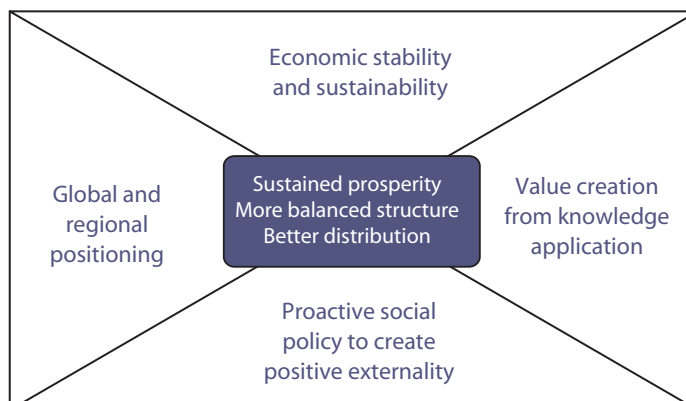 Economic stability
and sustainability
Global and
regional
positioning
Sustained prosperity
More balanced structure
Better distribution
Value creation
from knowledge
application
Proactive social
policy to create
positive externality